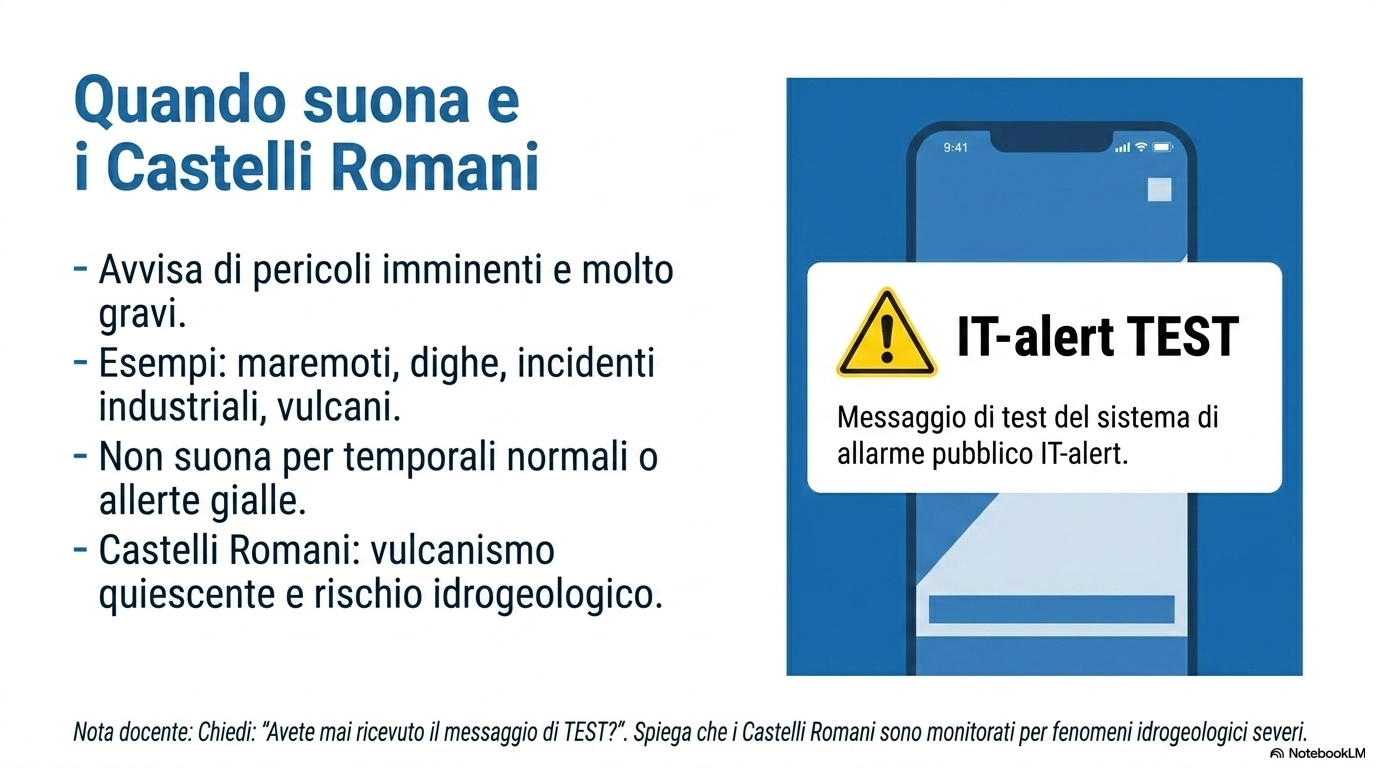 Quando suona e
i Castelli Romani
- Avvisa di pericoli imminenti e molto
gravi.
- Esempi: maremoti, dighe, incidenti
industriali, vulcani.
- Non suona per temporali normali o
allerte gialle.
- Castelli Romani: vulcanismo
quiescente e rischio idrogeologico.
9:41
IT-alert TEST
Messaggio di test del sistema di
allarme pubblico IT-alert.
Nota docente: Chiedi: “Avete mai ricevuto il messaggio di TEST?”. Spiega che i Castelli Romani sono monitorati per fenomeni idrogeologici severi.
NotebookLM